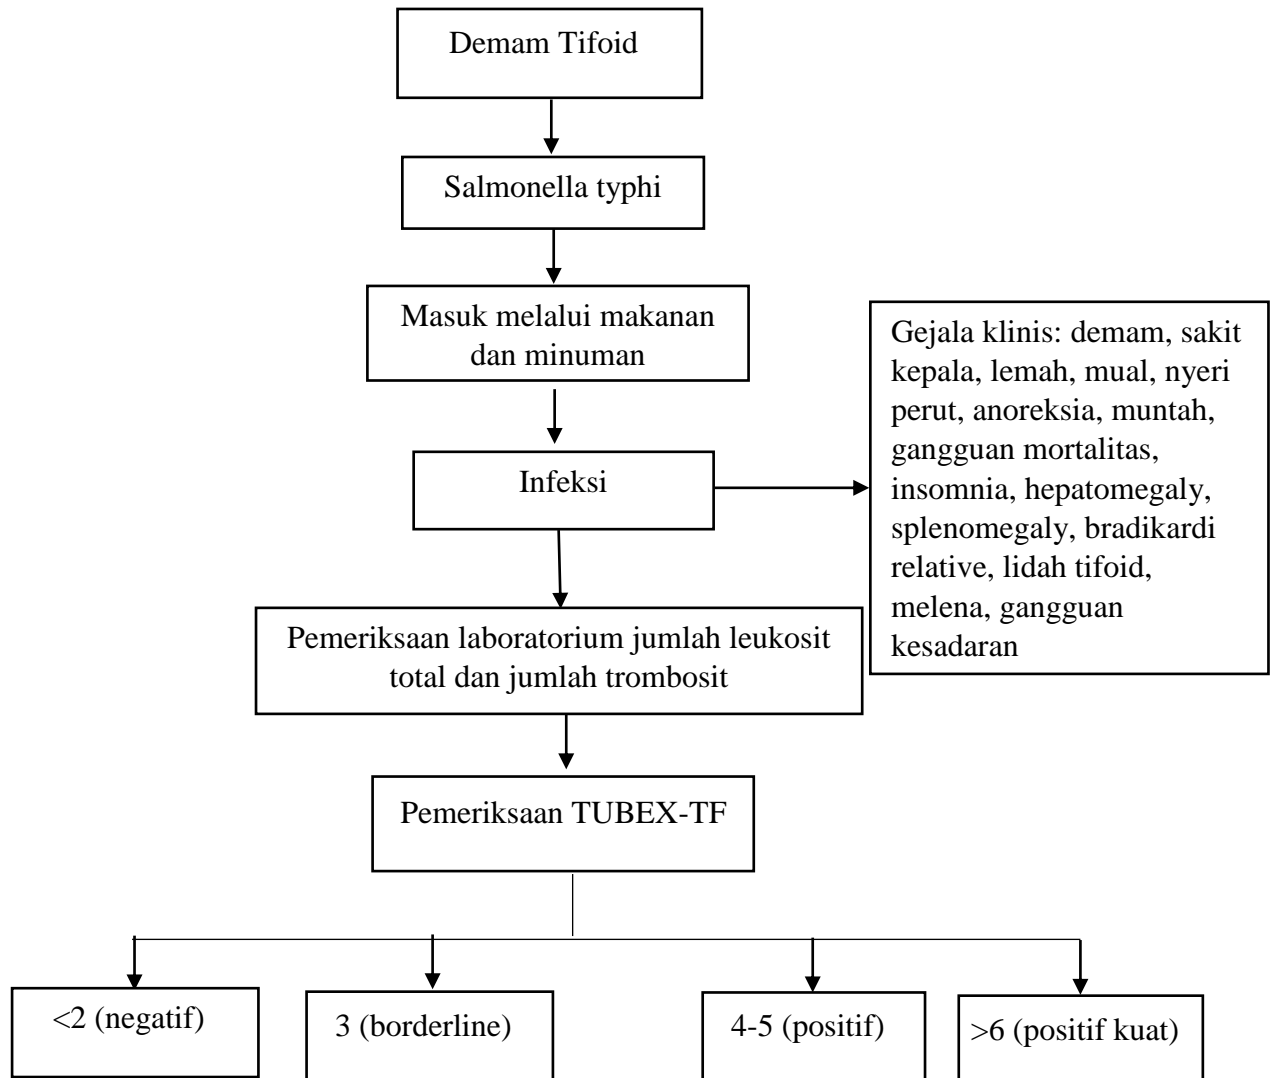 Demam Tifoid
Salmonella typhi
Masuk melalui makanan
dan minuman
Infeksi
Gejala klinis: demam, sakit
kepala, lemah, mual, nyeri
perut, anoreksia, muntah,
gangguan mortalitas,
insomnia, hepatomegaly,
splenomegaly, bradikardi
relative, lidah tifoid,
melena, gangguan
kesadaran
Pemeriksaan laboratorium jumlah leukosit
total dan jumlah trombosit
Pemeriksaan TUBEX-TF
<2 (negatif)
3 (borderline)
4-5 (positif)
>6 (positif kuat)